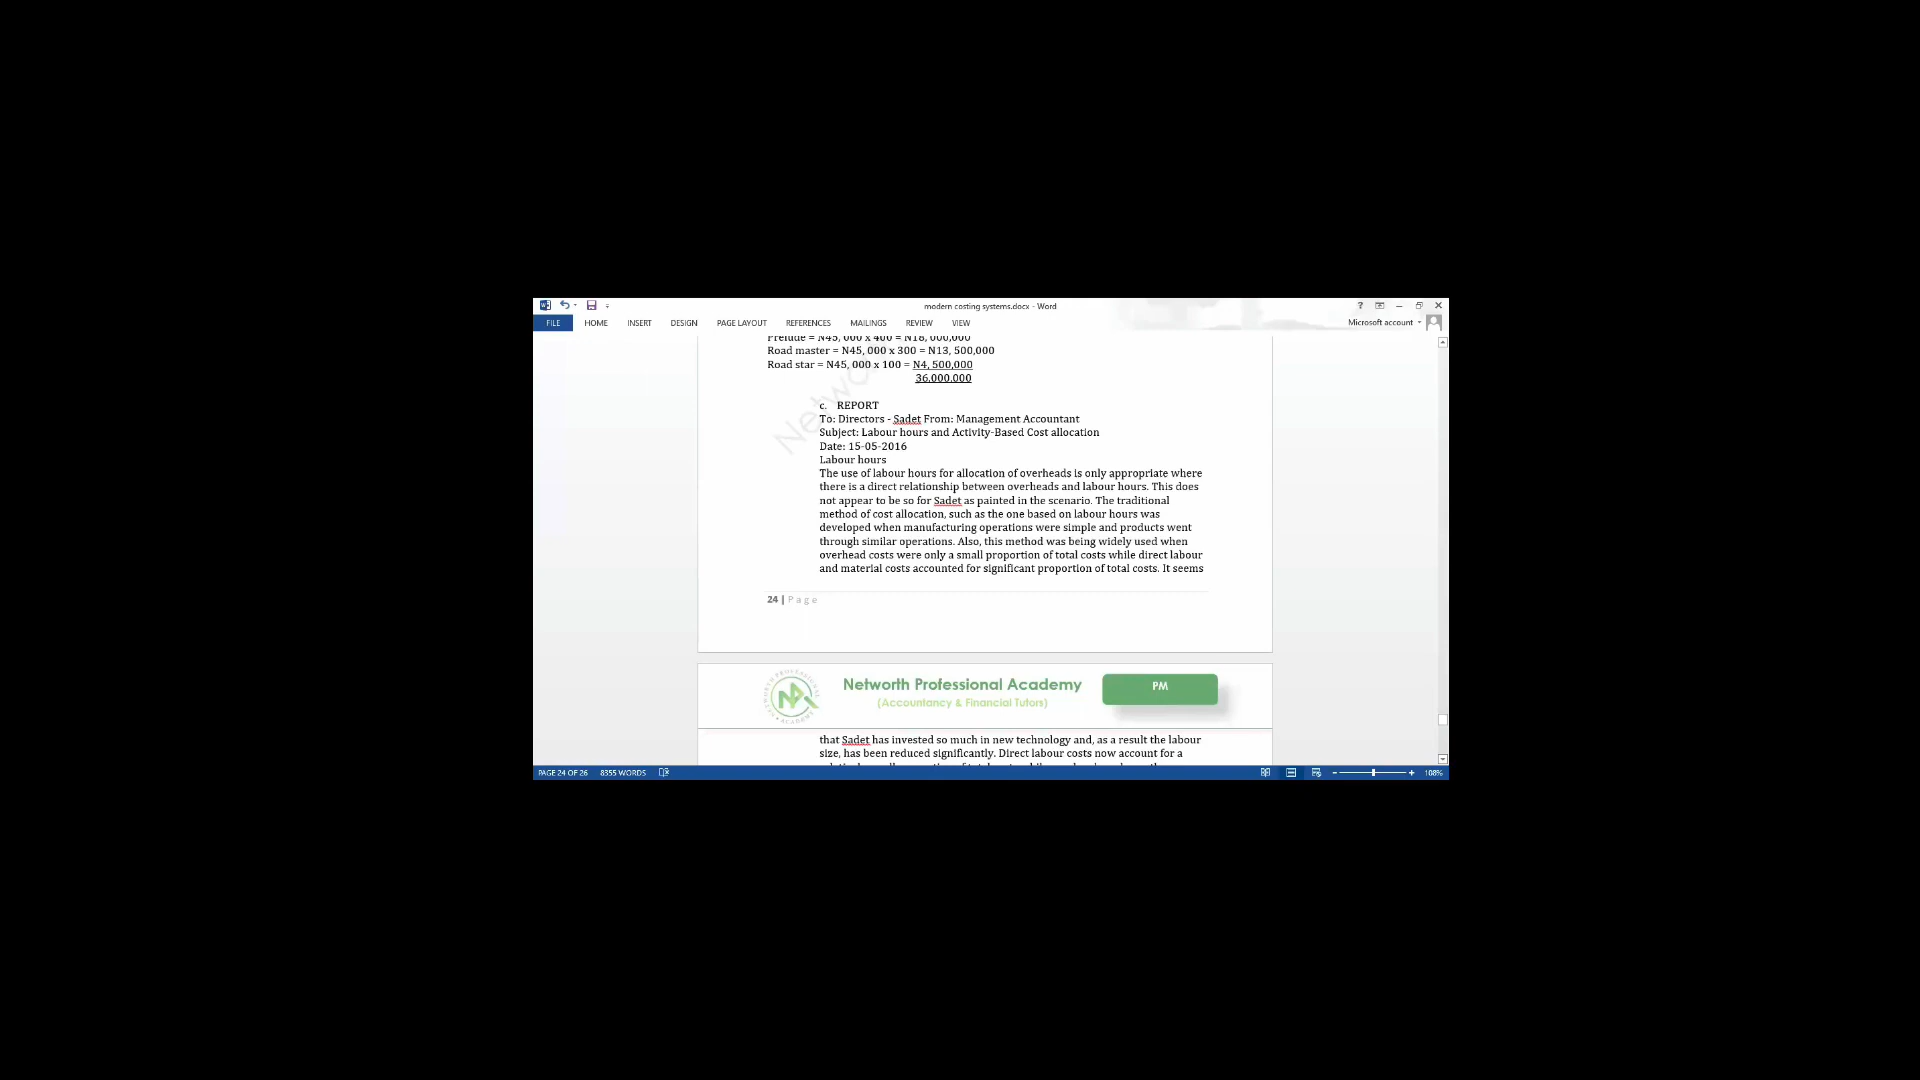 modern costing systems.docx - Word
FILE HOME INSERT DESIGN PAGE LAYOUT REFERENCES MAILINGS REVIEW VIEW Microsoft account
Prelude = N45, 000 x 400 = N18, 000,000
Road master = N45, 000 x 300 = N13, 500,000
Road star = N45, 000 x 100 = N4, 500,000
36,000,000
c. REPORT
To: Directors - Sadet From: Management Accountant
Subject: Labour hours and Activity-Based Cost allocation
Date: 15-05-2016
Labour hours
The use of labour hours for allocation of overheads is only appropriate where
there is a direct relationship between overheads and labour hours. This does
not appear to be so for Sadet as painted in the scenario. The traditional
method of cost allocation, such as the one based on labour hours was
developed when manufacturing operations were simple and products went
through similar operations. Also, this method was being widely used when
overhead costs were only a small proportion of total costs while direct labour
and material costs accounted for significant proportion of total costs. It seems
24 | Page
Networth Professional Academy
(Accountancy & Financial Tutors)
PM
that Sadet has invested so much in new technology and, as a result the labour
size, has been reduced significantly. Direct labour costs now account for a
PAGE 24 OF 26 8355 WORDS 108%